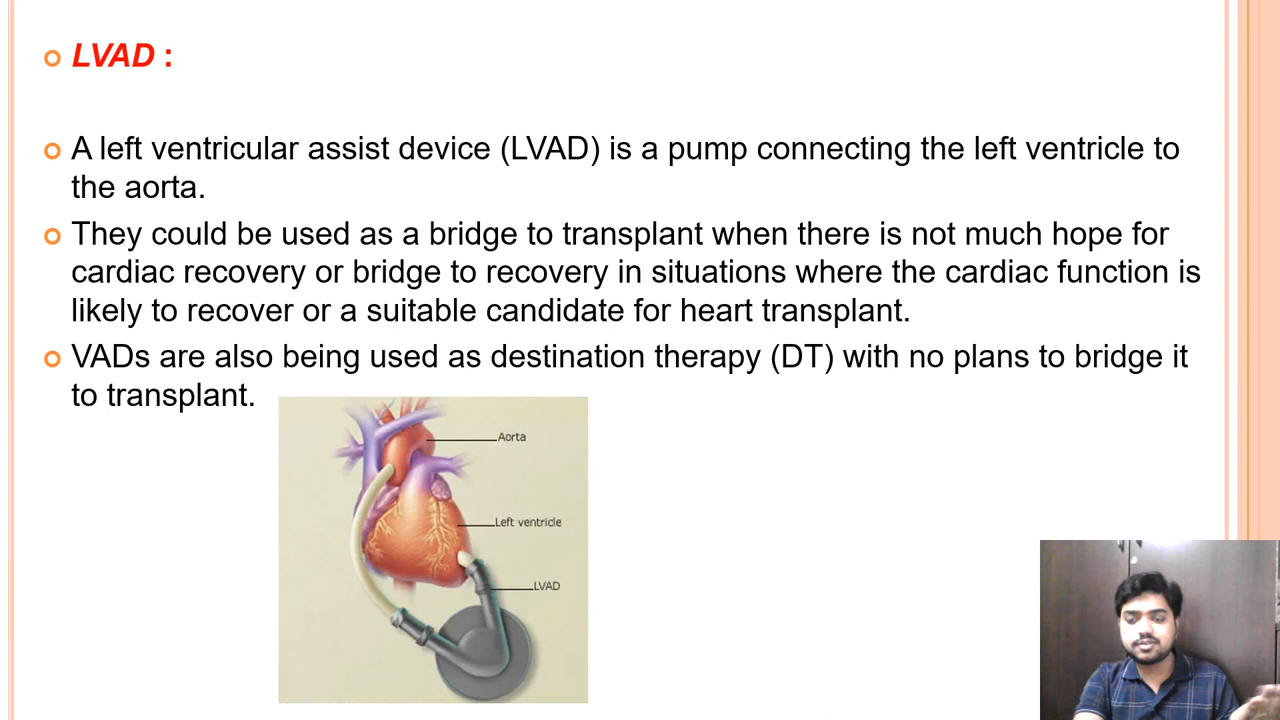 LVAD :
A left ventricular assist device (LVAD) is a pump connecting the left ventricle to
the aorta.
They could be used as a bridge to transplant when there is not much hope for
cardiac recovery or bridge to recovery in situations where the cardiac function is
likely to recover or a suitable candidate for heart transplant.
VADs are also being used as destination therapy (DT) with no plans to bridge it
to transplant.
Aorta
Left ventricle
LVAD